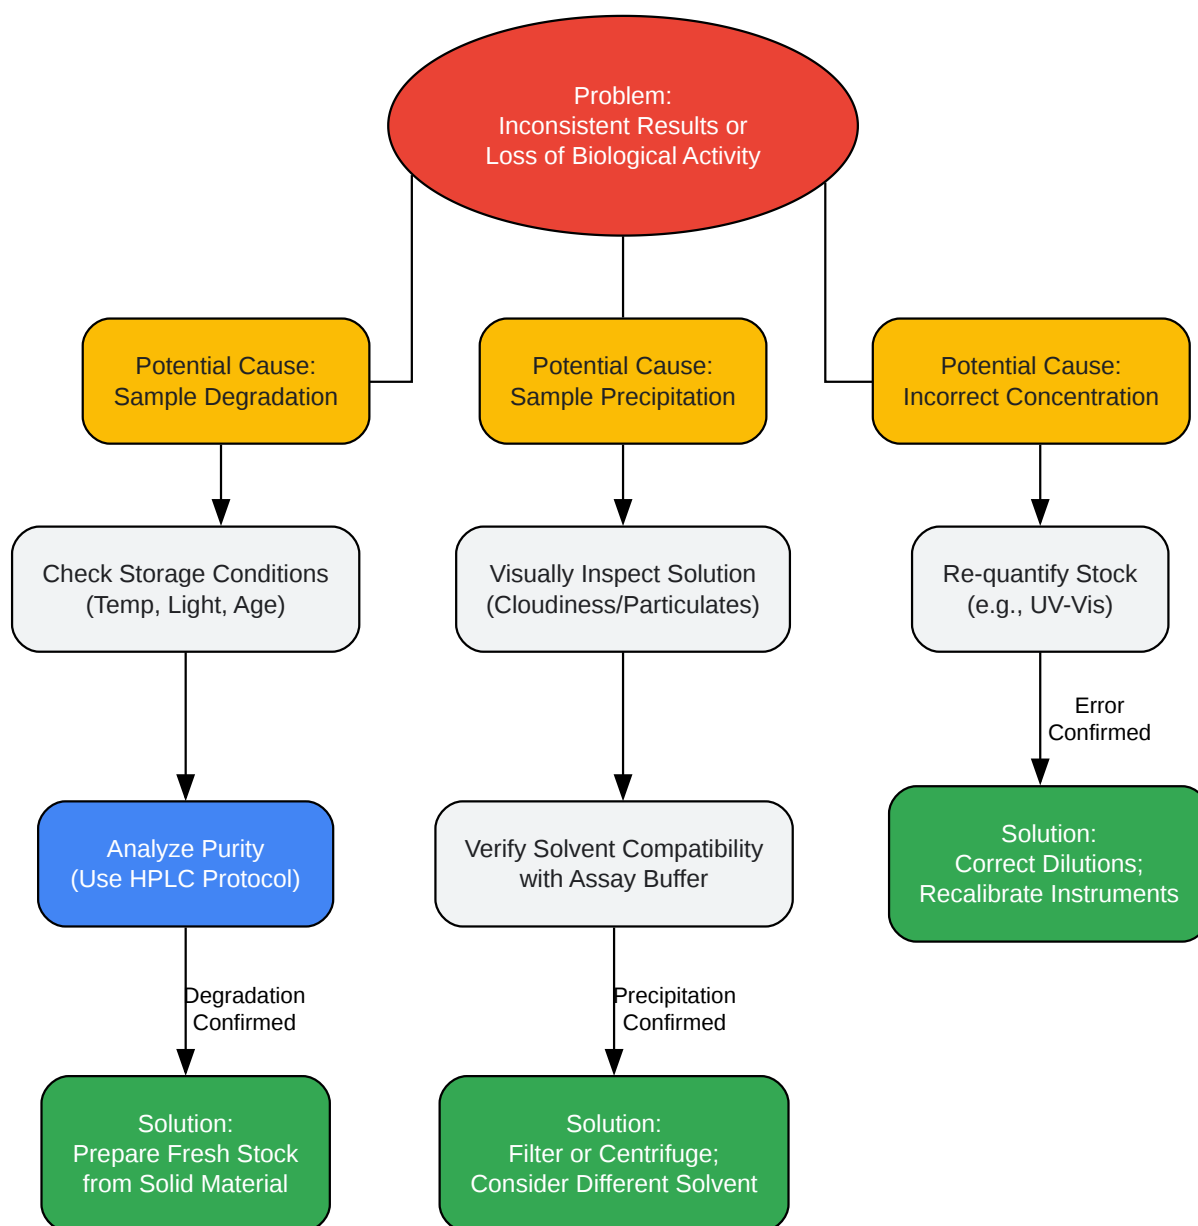 Problem:
Inconsistent Results or
Loss of Biological Activity
Potential Cause:
Sample Degradation
Potential Cause:
Sample Precipitation
Potential Cause:
Incorrect Concentration
Check Storage Conditions
(Temp, Light, Age)
Visually Inspect Solution
(Cloudiness/Particulates)
Re-quantify Stock
(e.g., UV-Vis)
Error
Confirmed
Analyze Purity
(Use HPLC Protocol)
Verify Solvent Compatibility
with Assay Buffer
Solution:
Correct Dilutions;
Recalibrate Instruments
Degradation
Confirmed
Precipitation
Confirmed
Solution:
Prepare Fresh Stock
from Solid Material
Solution:
Filter or Centrifuge;
Consider Different Solvent